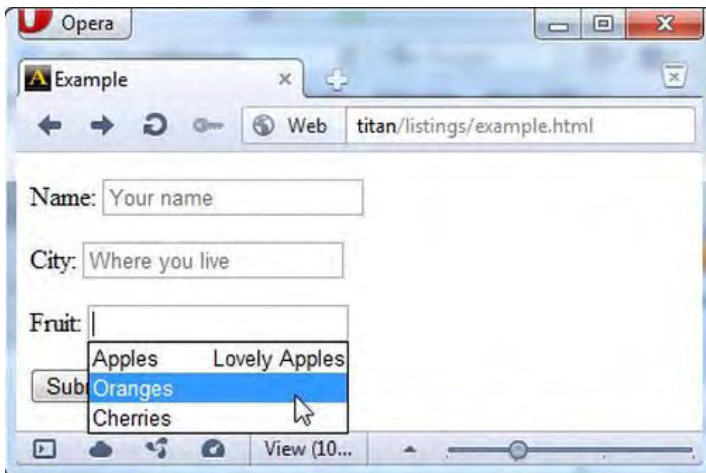 Opera
Example
Web titan/listings/example.html
Name: Your name
City: Where you live
Fruit:
Apples Lovely Apples
Subr Oranges
Cherries
View (10...